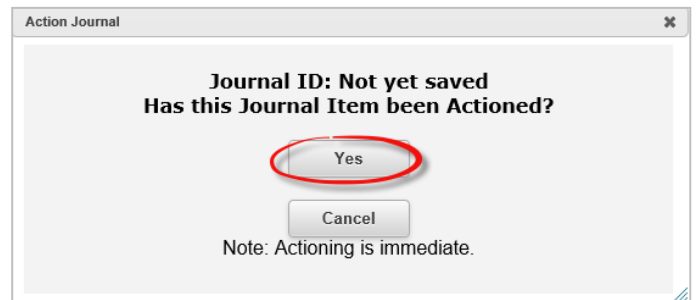 Action Journal
Journal ID: Not yet saved
Has this Journal Item been Actioned?
Yes
Cancel
Note: Actioning is immediate.